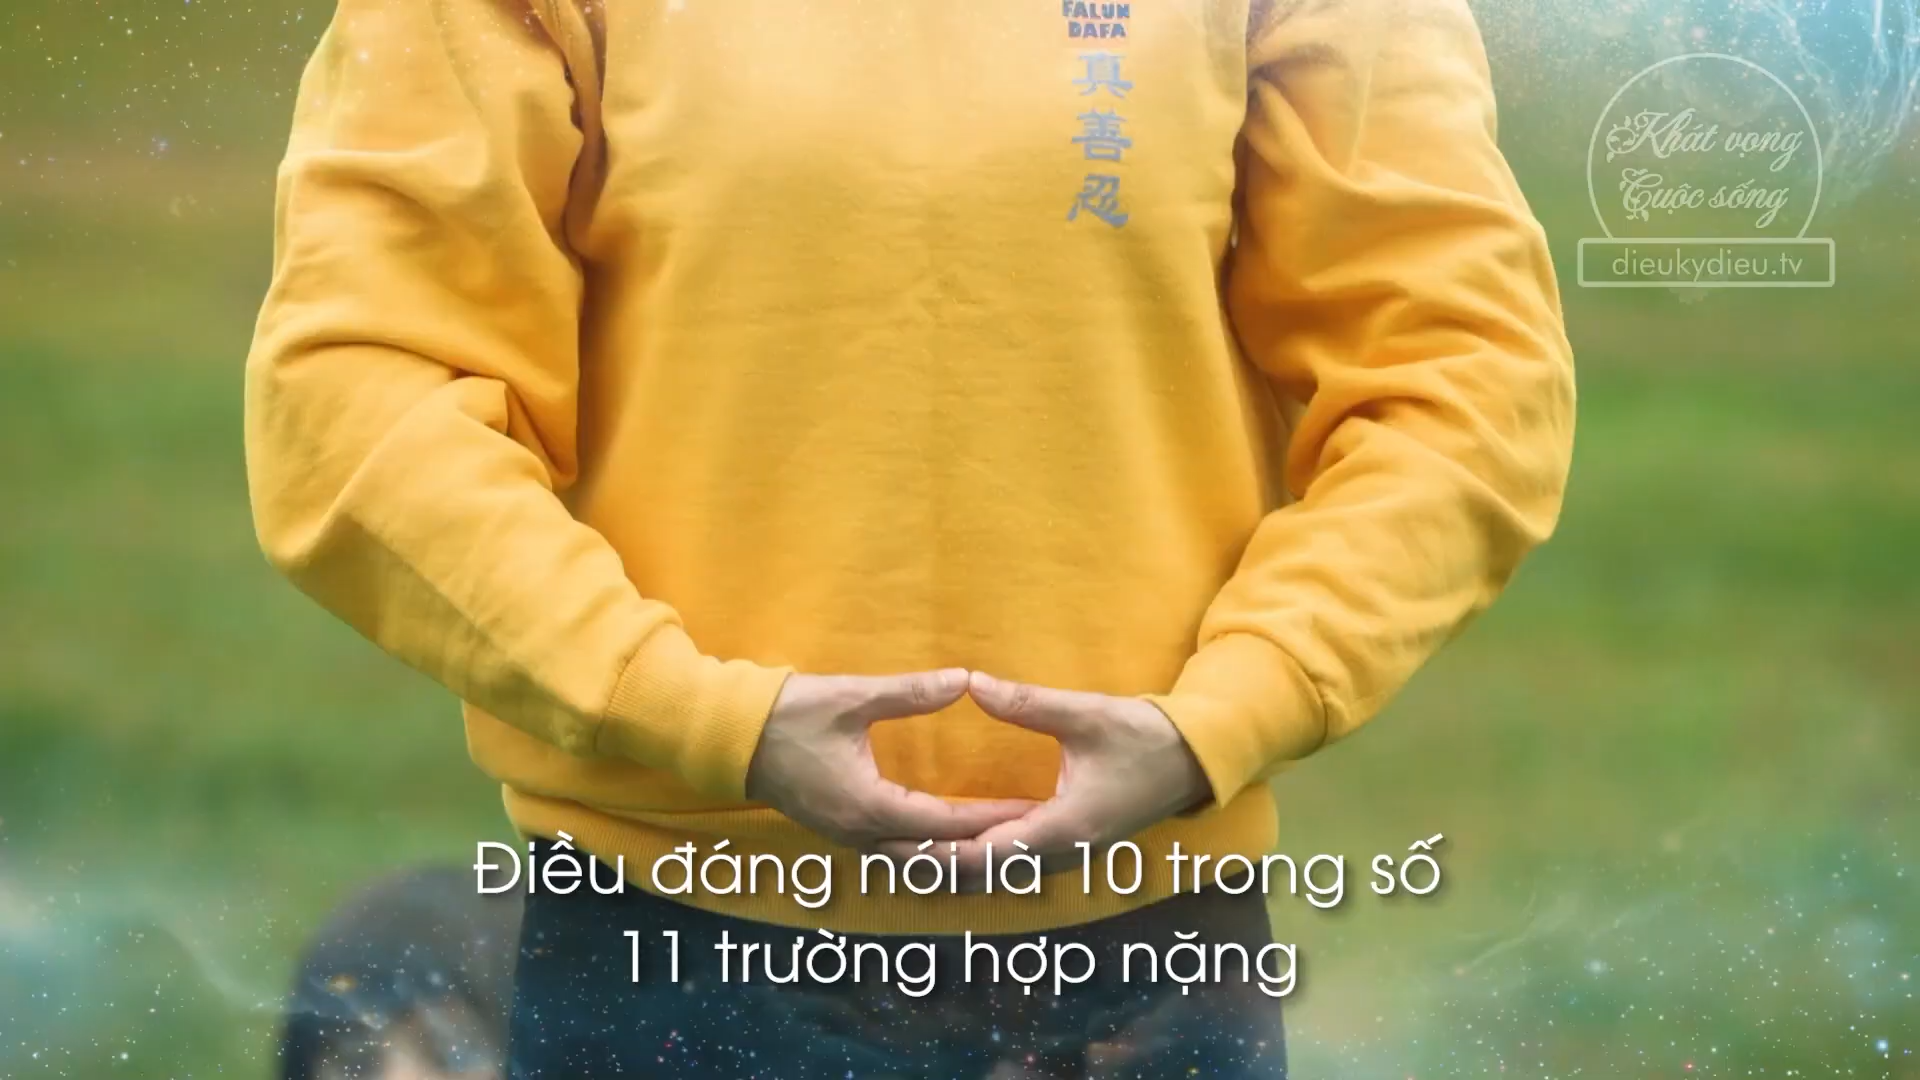 FALUN
DAFA
真
善
忍
Khát vọng
Cuộc sống
dieukydieu.tv
Điều đáng nói là 10 trong số
11 trường hợp nặng